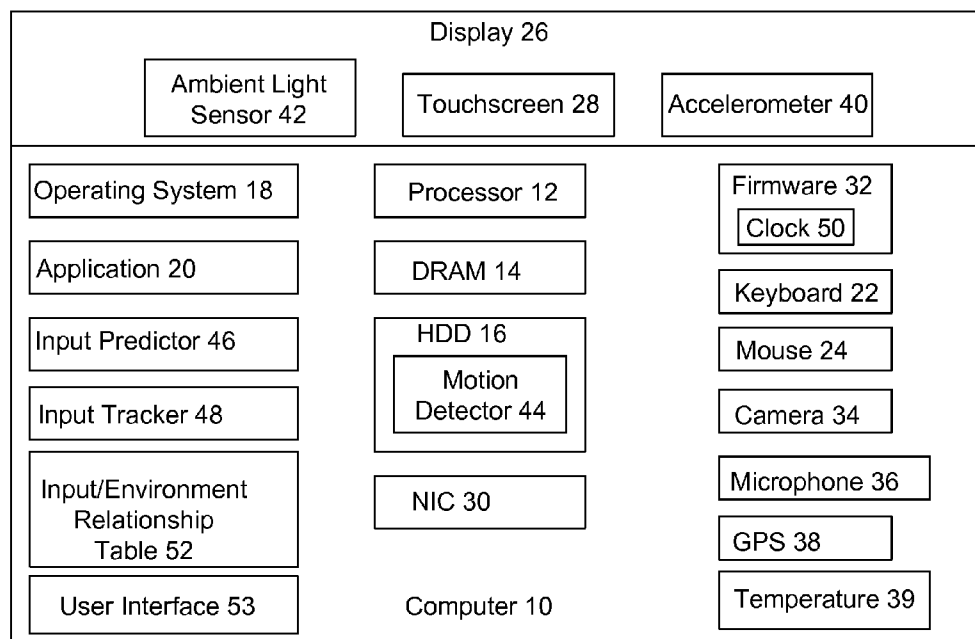 Display 26
Ambient Light
Sensor 42
Touchscreen 28
Accelerometer 40
Operating System 18
Application 20
Input Predictor 46
Input Tracker 48
Input/Environment
Relationship
Table 52
User Interface 53
Processor 12
DRAM 14
HDD 16
Motion
Detector 44
NIC 30
Computer 10
Firmware 32
Clock 50
Keyboard 22
Mouse 24
Camera 34
Microphone 36
GPS 38
Temperature 39